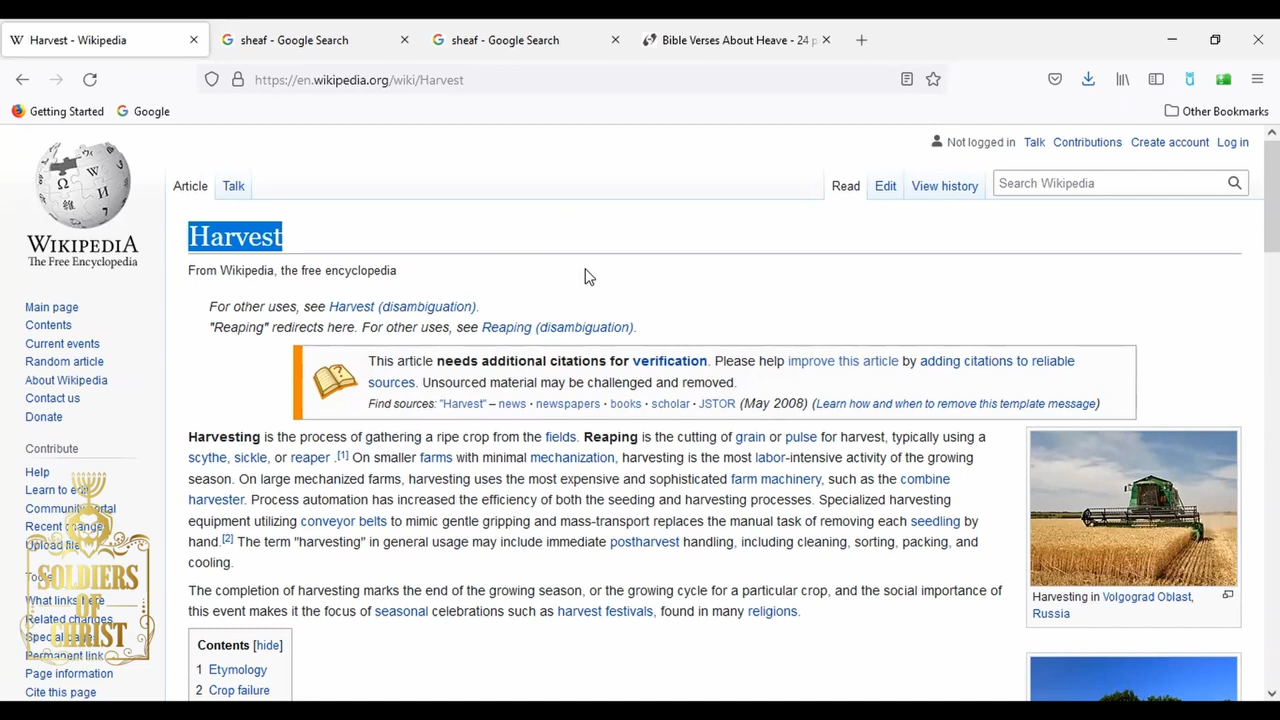 Harvest - Wikipedia
sheaf - Google Search
sheaf - Google Search
Bible Verses About Heave - 24 p
https://en.wikipedia.org/wiki/Harvest
Getting Started
Google
Other Bookmarks
Not logged in Talk Contributions Create account Log in
Article Talk
Read Edit View history
Search Wikipedia
WIKIPEDIA
The Free Encyclopedia
Main page
Contents
Current events
Random article
About Wikipedia
Contact us
Donate
Contribute
Help
Learn to
Community portal
Recent changes
Upload file
What links here
Related changes
Special
Permanent link
Page information
Cite this page
SOLDIERS
OF
CHRIST
Harvest
From Wikipedia, the free encyclopedia
For other uses, see Harvest (disambiguation).
"Reaping" redirects here. For other uses, see Reaping (disambiguation).
This article needs additional citations for verification. Please help improve this article by adding citations to reliable
sources. Unsourced material may be challenged and removed.
Find sources: "Harvest" – news · newspapers · books · scholar · JSTOR (May 2008) (Learn how and when to remove this template message)
Harvesting is the process of gathering a ripe crop from the fields. Reaping is the cutting of grain or pulse for harvest, typically using a
scythe, sickle, or reaper .[1] On smaller farms with minimal mechanization, harvesting is the most labor-intensive activity of the growing
season. On large mechanized farms, harvesting uses the most expensive and sophisticated farm machinery, such as the combine
harvester. Process automation has increased the efficiency of both the seeding and harvesting processes. Specialized harvesting
equipment utilizing conveyor belts to mimic gentle gripping and mass-transport replaces the manual task of removing each seedling by
hand.[2] The term "harvesting" in general usage may include immediate postharvest handling, including cleaning, sorting, packing, and
cooling.
The completion of harvesting marks the end of the growing season, or the growing cycle for a particular crop, and the social importance of
this event makes it the focus of seasonal celebrations such as harvest festivals, found in many religions.
Contents [hide]
1 Etymology
2 Crop failure
Harvesting in Volgograd Oblast,
Russia